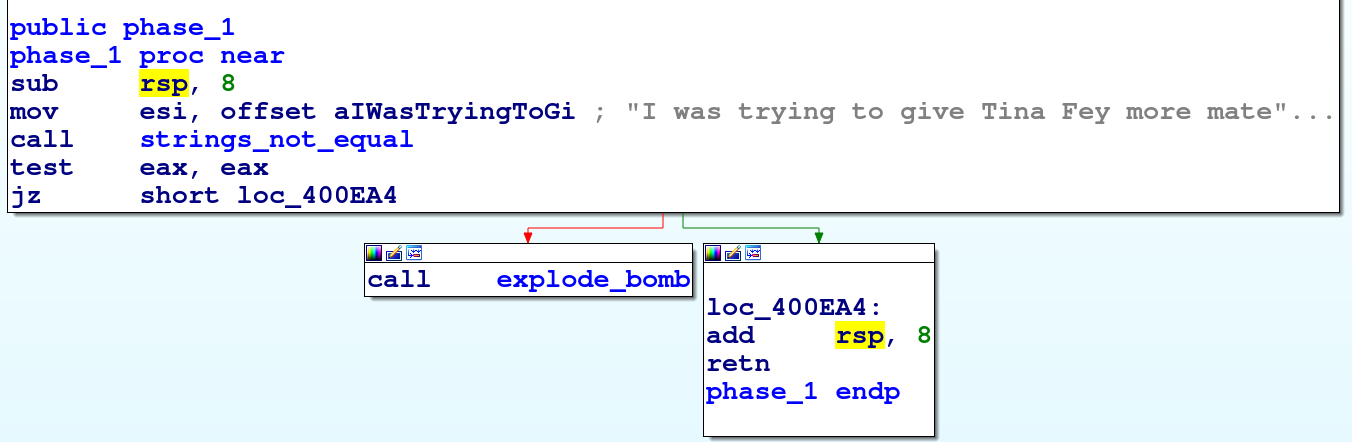 public phase_1
phase_1 proc near
sub rsp, 8
mov esi, offset aIWasTryingToGi ; "I was trying to give Tina Fey more mate"...
call strings_not_equal
test eax, eax
jz short loc_400EA4
call explode_bomb
loc_400EA4:
add rsp, 8
retn
phase_1 endp